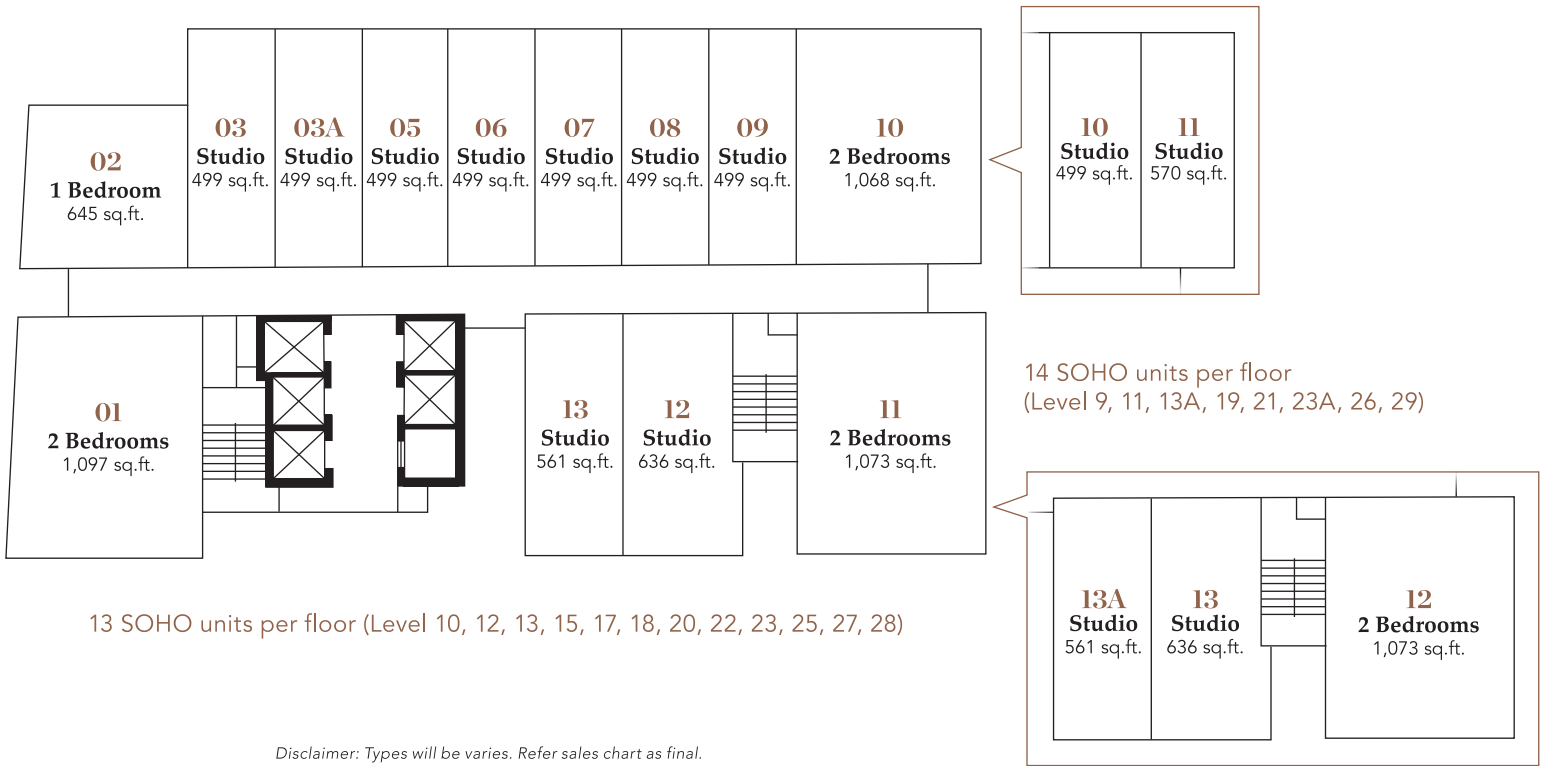 02
1 Bedroom
645 sq.ft.
03
Studio
499 sq.ft.
03A
Studio
499 sq.ft.
05
Studio
499 sq.ft.
06
Studio
499 sq.ft.
07
Studio
499 sq.ft.
08
Studio
499 sq.ft.
09
Studio
499 sq.ft.
10
2 Bedrooms
1,068 sq.ft.
10
Studio
499 sq.ft.
11
Studio
570 sq.ft.
01
2 Bedrooms
1,097 sq.ft.
13
Studio
561 sq.ft.
12
Studio
636 sq.ft.
11
2 Bedrooms
1,073 sq.ft.
14 SOHO units per floor
(Level 9, 11, 13A, 19, 21, 23A, 26, 29)
13A
Studio
561 sq.ft.
13
Studio
636 sq.ft.
12
2 Bedrooms
1,073 sq.ft.
13 SOHO units per floor (Level 10, 12, 13, 15, 17, 18, 20, 22, 23, 25, 27, 28)
Disclaimer: Types will be varies. Refer sales chart as final.